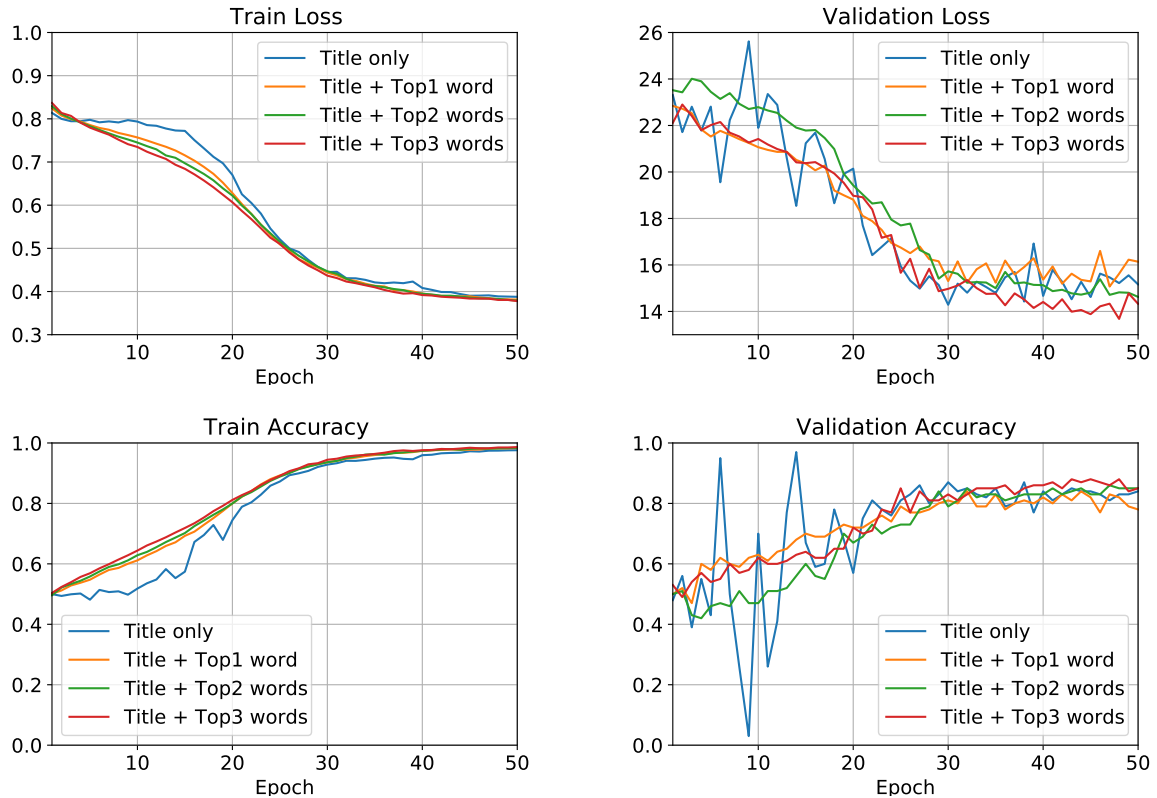 Train Loss
1.0
0.9
0.8
0.7
0.6
0.5
0.4
0.3
10 20 30 40 50
Epoch
Title only
Title + Top1 word
Title + Top2 words
Title + Top3 words
Validation Loss
26
24
22
20
18
16
14
10 20 30 40 50
Epoch
Title only
Title + Top1 word
Title + Top2 words
Title + Top3 words
Train Accuracy
1.0
0.8
0.6
0.4
0.2
0.0
10 20 30 40 50
Epoch
Title only
Title + Top1 word
Title + Top2 words
Title + Top3 words
Validation Accuracy
1.0
0.8
0.6
0.4
0.2
0.0
10 20 30 40 50
Epoch
Title only
Title + Top1 word
Title + Top2 words
Title + Top3 words